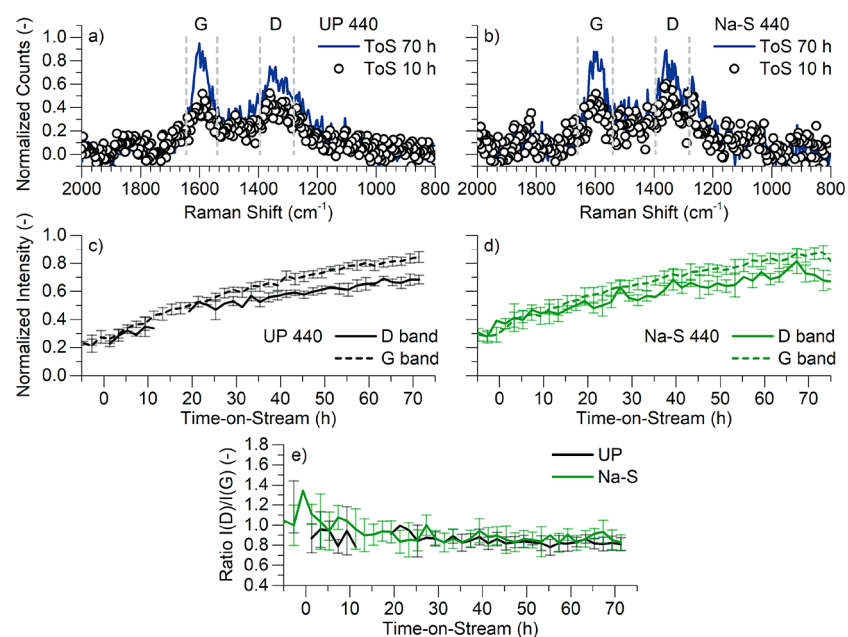 G D UP 440
a)
ToS 70 h
ToS 10 h
Normalized Counts (-)
1.0
0.8
0.6
0.4
0.2
0.0
2000 1800 1600 1400 1200 1000 800
Raman Shift (cm⁻¹)
G D Na-S 440
b)
ToS 70 h
ToS 10 h
2000 1800 1600 1400 1200 1000 800
Raman Shift (cm⁻¹)
c)
Normalized Intensity (-)
1.0
0.8
0.6
0.4
0.2
0.0
UP 440
D band
G band
0 10 20 30 40 50 60 70
Time-on-Stream (h)
d)
Na-S 440
D band
G band
0 10 20 30 40 50 60 70
Time-on-Stream (h)
e)
Ratio I(D)/I(G) (-)
1.8
1.6
1.4
1.2
1.0
0.8
0.6
0.4
UP
Na-S
0 10 20 30 40 50 60 70
Time-on-Stream (h)